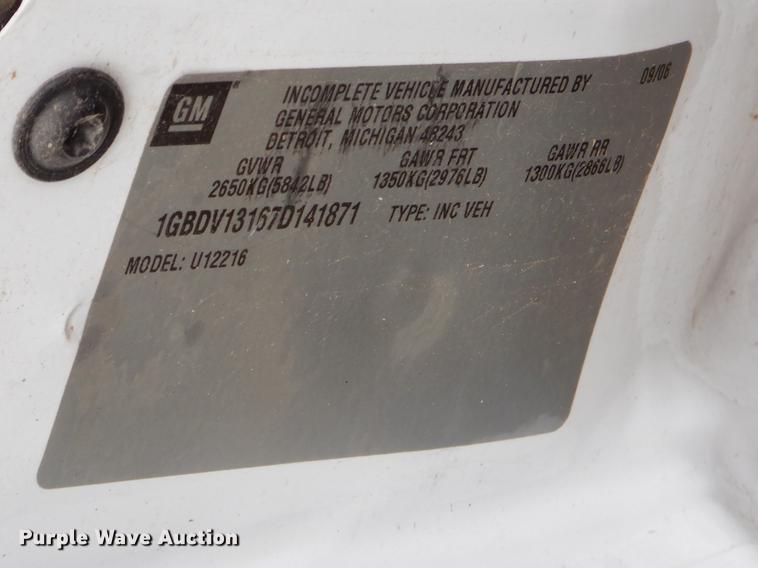 GM ® INCOMPLETE VEHICLE MANUFACTURED BY 09/06
GENERAL MOTORS CORPORATION
DETROIT, MICHIGAN 48243
GVWR GAWR FRT GAWR RR
2650KG(5842LB) 1350KG(2976LB) 1300KG(2866LB)
1GBDV13167D141871 TYPE: INC VEH
MODEL: U12216
Purple Wave Auction